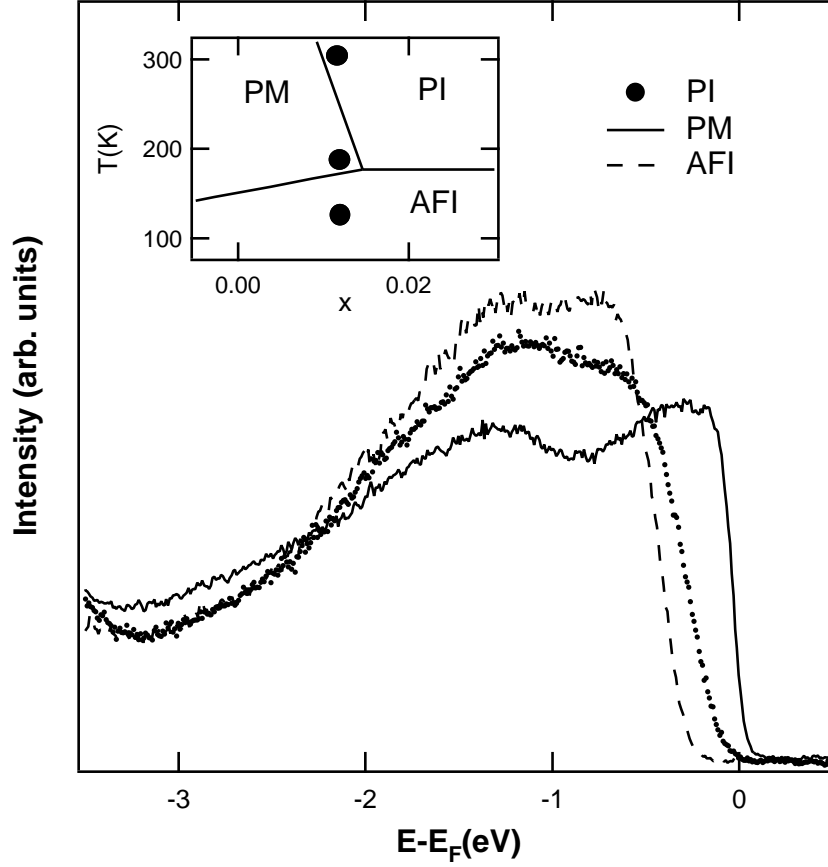 300
200
100
T(K)
PM
PI
AFI
0.00
0.02
x
PI
PM
AFI
Intensity (arb. units)
-3
-2
-1
0
E-E_F(eV)